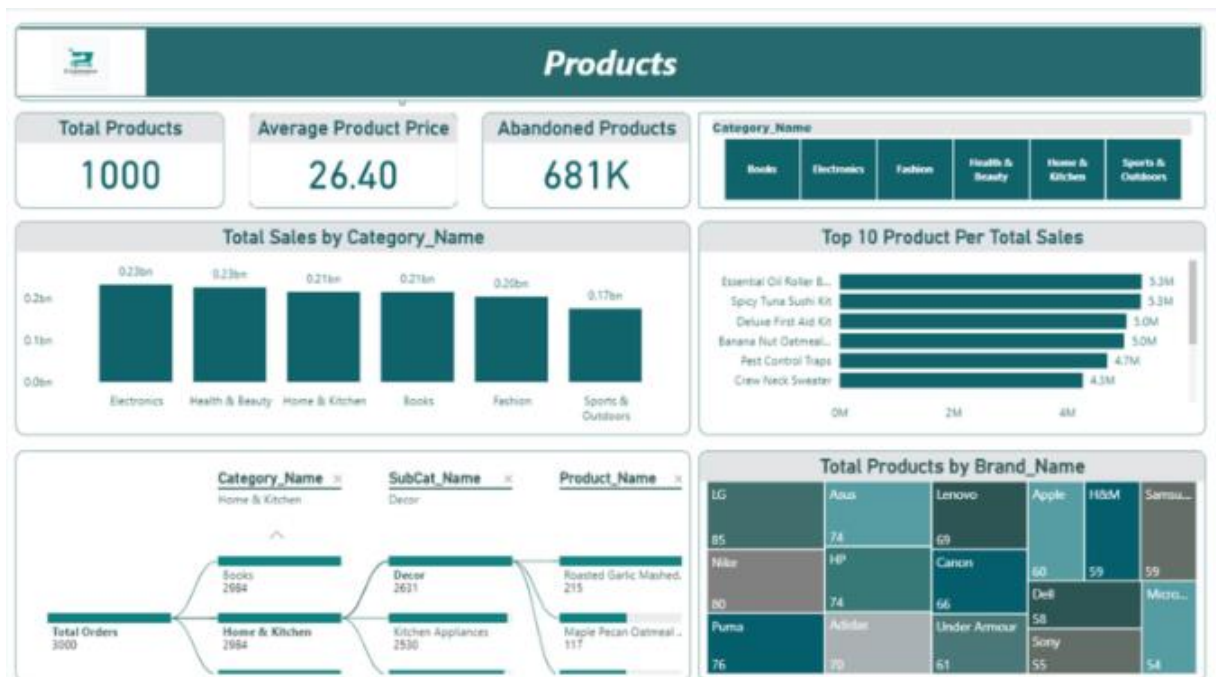 Products
Total Products
1000
Average Product Price
26.40
Abandoned Products
681K
Category_Name
Books
Electronics
Fashion
Health &
Beauty
Home &
Kitchen
Sports &
Outdoors
Total Sales by Category_Name
0.2bn
0.1bn
0.0bn
0.23bn
0.23bn
0.21bn
0.21bn
0.20bn
0.17bn
Electronics
Health & Beauty
Home & Kitchen
Books
Fashion
Sports &
Outdoors
Top 10 Product Per Total Sales
Essential Oil Roller B...
5.3M
Spicy Tuna Sushi Kit
5.3M
Deluxe First Aid Kit
5.0M
Banana Nut Oatmeal...
5.0M
Pest Control Traps
4.7M
Crew Neck Sweater
4.3M
0M
2M
4M
Category_Name ×
Home & Kitchen
SubCat_Name ×
Decor
Product_Name ×
Total Orders
3000
Books
2984
Home & Kitchen
2984
Decor
2631
Kitchen Appliances
2530
Roasted Garlic Mashed.
215
Maple Pecan Oatmeal ..
117
Total Products by Brand_Name
LG
85
Nike
80
Puma
76
Asus
74
HP
74
Adidas
70
Lenovo
69
Canon
66
Under Armour
61
Apple
60
H&M
59
Samsu...
59
Dell
58
Sony
55
Micro...
54